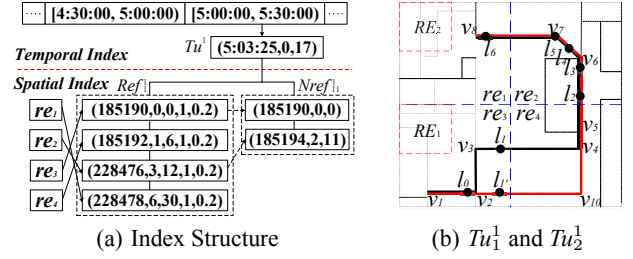 ···· [4:30:00, 5:00:00) [5:00:00, 5:30:00) ····
Tu¹ (5:03:25,0,17)
Temporal Index
Spatial Index Ref¹₁ Nref¹₁₁
re₁ (185190,0,0,1,0.2) (185190,0,0)
re₂ (185192,1,6,1,0.2) (185194,2,11)
re₃ (228476,3,12,1,0.2)
re₄ (228478,6,30,1,0.2)
(a) Index Structure
RE₂ v₈ l₆ v₇ l₅ l₄ v₆
l₃
re₁ re₂ l₂
re₃ re₄
RE₁ v₅
v₃ l₁ v₄
l₀ l₁'
v₁ v₂ v₁₀
(b) Tu¹₁ and Tu¹₂